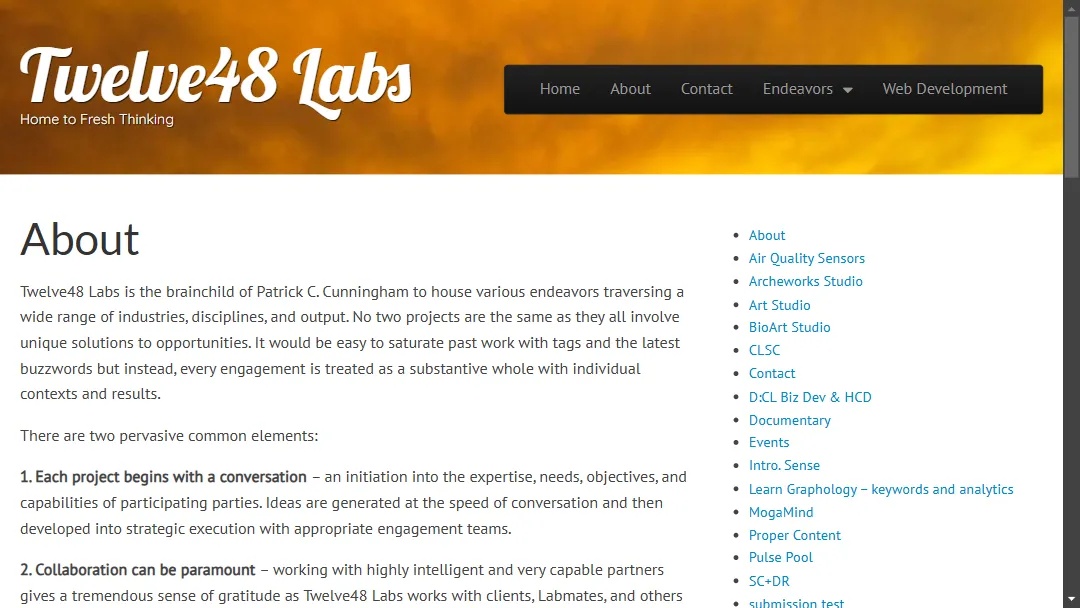 Twelve48 Labs
Home to Fresh Thinking
Home About Contact Endeavors Web Development
About
Twelve48 Labs is the brainchild of Patrick C. Cunningham to house various endeavors traversing a
wide range of industries, disciplines, and output. No two projects are the same as they all involve
unique solutions to opportunities. It would be easy to saturate past work with tags and the latest
buzzwords but instead, every engagement is treated as a substantive whole with individual
contexts and results.
There are two pervasive common elements:
1. Each project begins with a conversation – an initiation into the expertise, needs, objectives, and
capabilities of participating parties. Ideas are generated at the speed of conversation and then
developed into strategic execution with appropriate engagement teams.
2. Collaboration can be paramount – working with highly intelligent and very capable partners
gives a tremendous sense of gratitude as Twelve48 Labs works with clients, Labmates, and others
About
Air Quality Sensors
Archeworks Studio
Art Studio
BioArt Studio
CLSC
Contact
D:CL Biz Dev & HCD
Documentary
Events
Intro. Sense
Learn Graphology – keywords and analytics
MogaMind
Proper Content
Pulse Pool
SC+DR
submission test